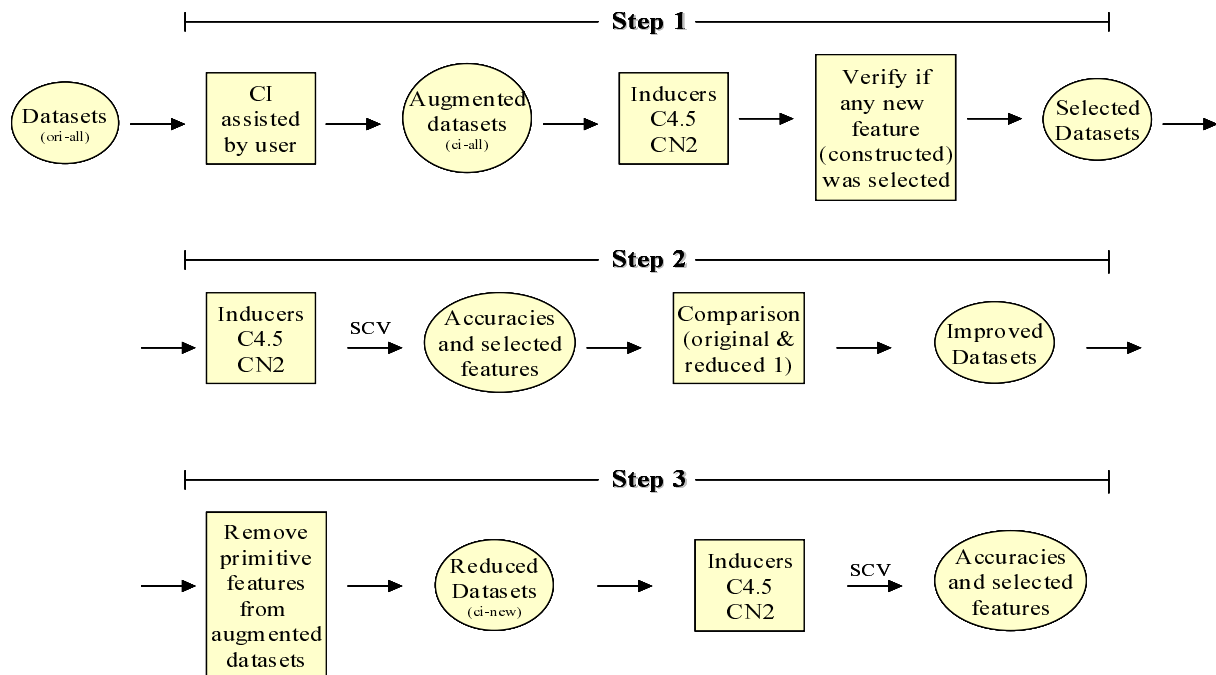 Step 1
Datasets
(ori-all)
CI
assisted
by user
Augmented
datasets
(ci-all)
Inducers
C4.5
CN2
Verify if
any new
feature
(constructed)
was selected
Selected
Datasets
Step 2
Inducers
C4.5
CN2
SCV
Accuracies
and selected
features
Comparison
(original &
reduced 1)
Improved
Datasets
Step 3
Remove
primitive
features
from
augmented
datasets
Reduced
Datasets
(ci-new)
Inducers
C4.5
CN2
SCV
Accuracies
and selected
features